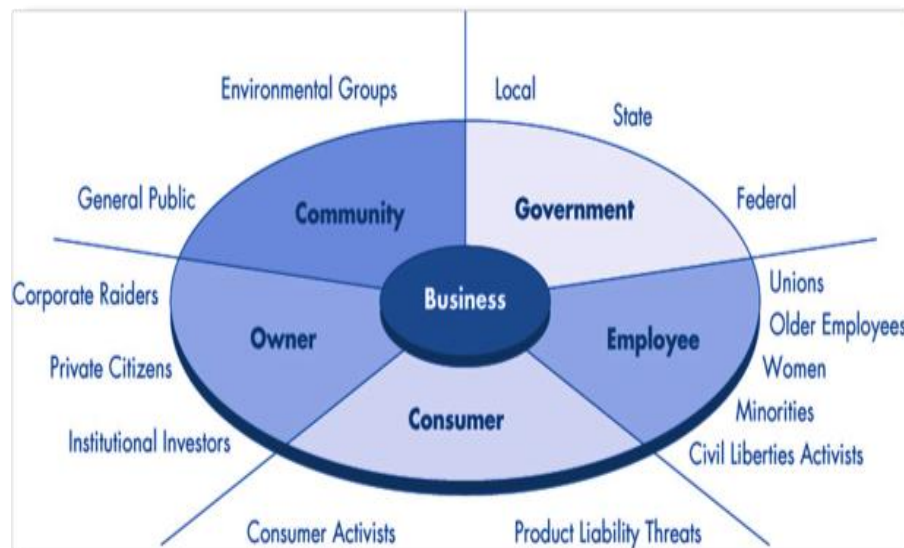 Environmental Groups
Local
State
General Public
Federal
Community
Government
Corporate Raiders
Business
Unions
Older Employees
Owner
Employee
Private Citizens
Women
Consumer
Minorities
Institutional Investors
Civil Liberties Activists
Consumer Activists
Product Liability Threats